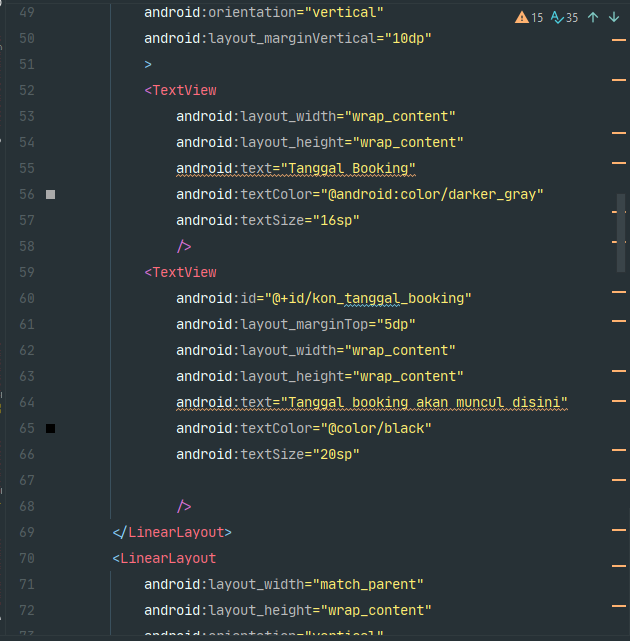 15 35
49 android:orientation="vertical"
50 android:layout_marginVertical="10dp"
51 >
52 <TextView
53 android:layout_width="wrap_content"
54 android:layout_height="wrap_content"
55 android:text="Tanggal Booking"
56 android:textColor="@android:color/darker_gray"
57 android:textSize="16sp"
58 />
59 <TextView
60 android:id="@+id/kon_tanggal_booking"
61 android:layout_marginTop="5dp"
62 android:layout_width="wrap_content"
63 android:layout_height="wrap_content"
64 android:text="Tanggal booking akan muncul disini"
65 android:textColor="@color/black"
66 android:textSize="20sp"
67
68 />
69 </LinearLayout>
70 <LinearLayout
71 android:layout_width="match_parent"
72 android:layout_height="wrap_content"
73 android:orientation="vertical"